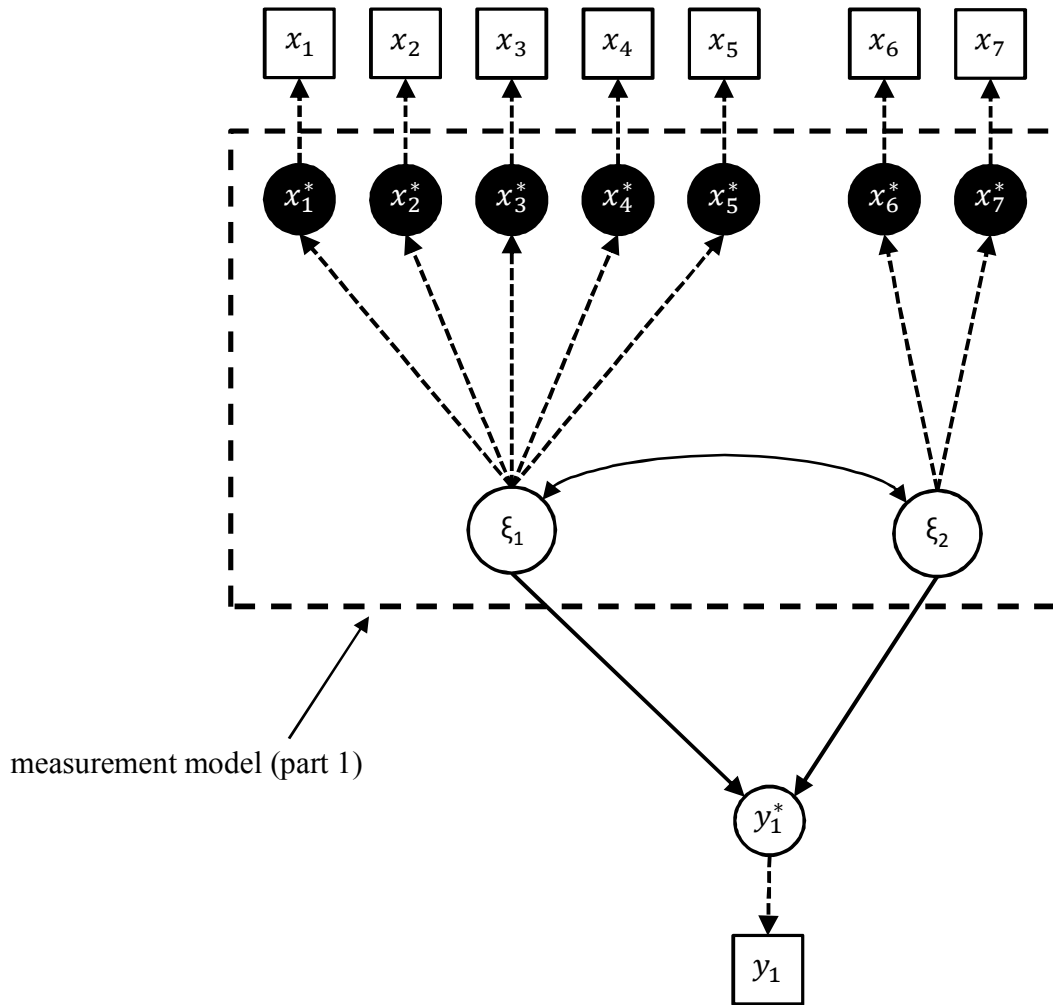 x₁ x₂ x₃ x₄ x₅ x₆ x₇
x₁* x₂* x₃* x₄* x₅* x₆* x₇*
ξ₁ ξ₂
measurement model (part 1)
y₁*
y₁